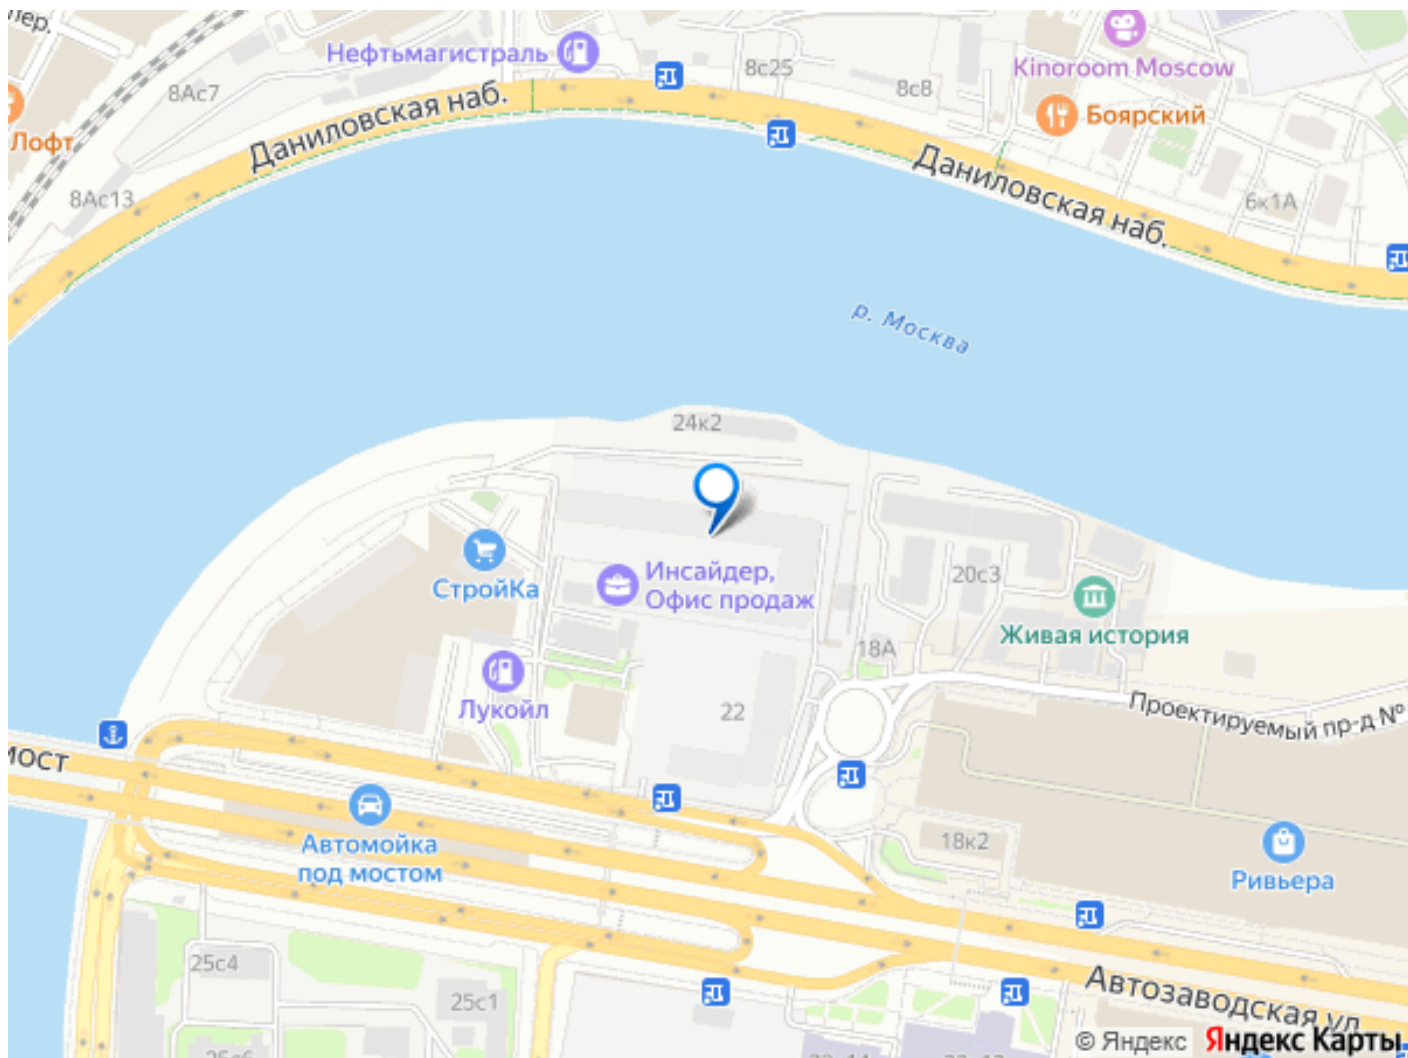 пер.
Нефтьмагистраль
8с25
8с8
Kinoroom Moscow
Боярский
8Ас7
Даниловская наб.
Лофт
8Ас13
Даниловская наб.
6к1А
р. Москва
24к2
СтройКа
Инсайдер,
Офис продаж
20с3
Живая история
18А
Лукойл
22
Проектируемый пр-д №
мост
Автомойка
под мостом
18к2
Ривьера
25с4
25с1
Автозаводская ул.
© Яндекс Яндекс Карты